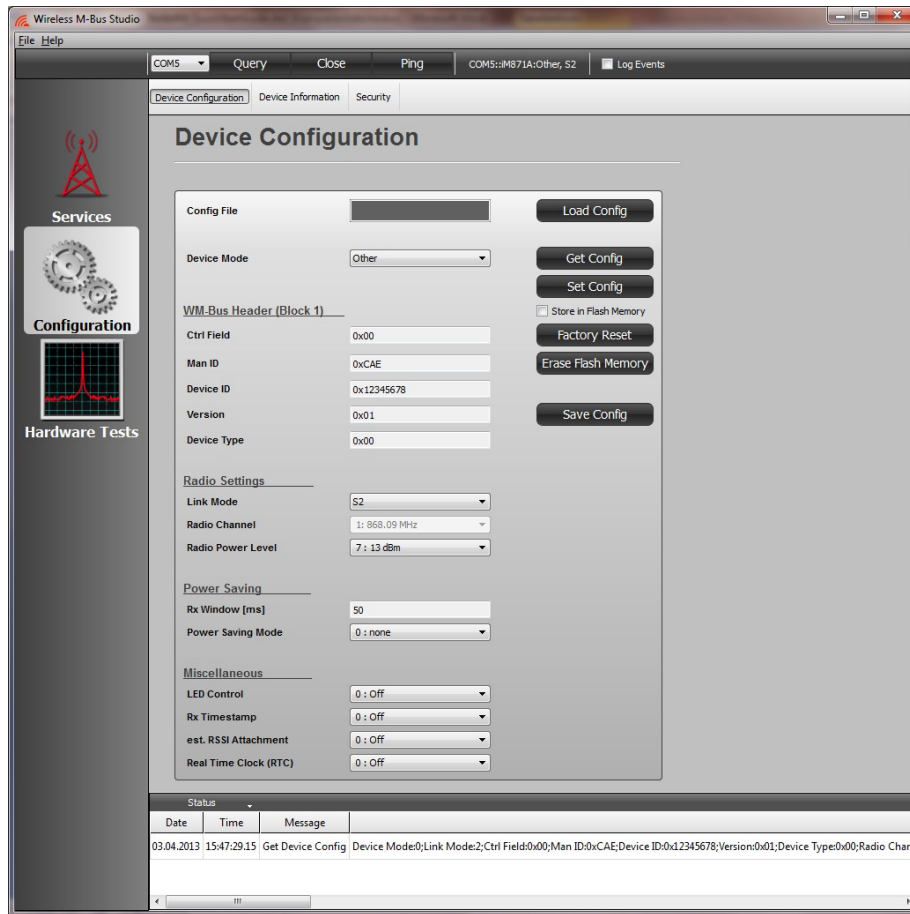 Wireless M-Bus Studio
File Help
COM5 Query Close Ping COM5::iM871A:Other, S2 Log Events
Device Configuration Device Information Security
Device Configuration
Services
Configuration
Hardware Tests
Config File Load Config
Device Mode Other Get Config
Set Config
WM-Bus Header (Block 1) Store in Flash Memory
Ctrl Field 0x00 Factory Reset
Man ID 0xCAE Erase Flash Memory
Device ID 0x12345678
Version 0x01 Save Config
Device Type 0x00
Radio Settings
Link Mode S2
Radio Channel 1: 868.09 MHz
Radio Power Level 7 : 13 dBm
Power Saving
Rx Window [ms] 50
Power Saving Mode 0 : none
Miscellaneous
LED Control 0 : Off
Rx Timestamp 0 : Off
est. RSSI Attachment 0 : Off
Real Time Clock (RTC) 0 : Off
Status
Date Time Message
03.04.2013 15:47:29.15 Get Device Config Device Mode:0;Link Mode:2;Ctrl Field:0x00;Man ID:0xCAE;Device ID:0x12345678;Version:0x01;Device Type:0x00;Radio Chan